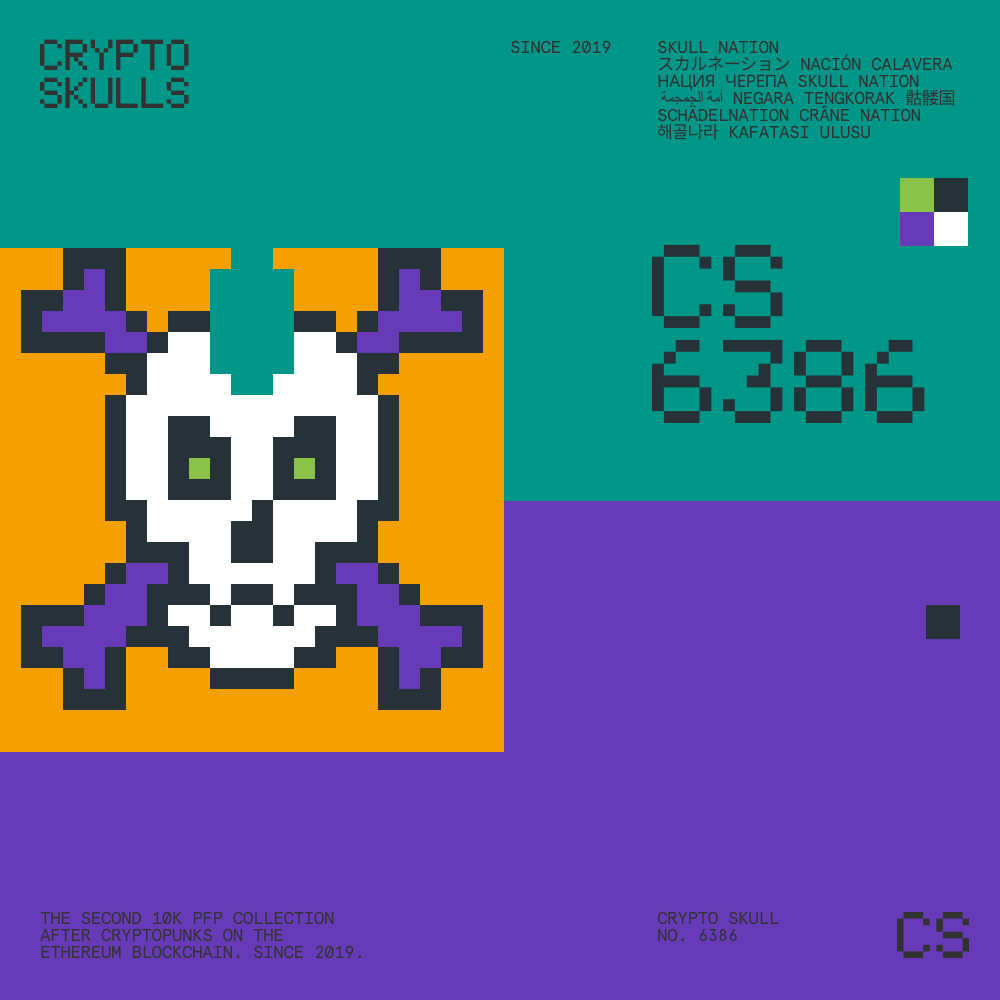 CRYPTO
SKULLS
SINCE 2019
SKULL NATION
スカルネーション NACIÓN CALAVERA
НАЦИЯ ЧЕРЕПА SKULL NATION
أمة الجمجمة NEGARA TENGKORAK 骷髅国
SCHÄDELNATION CRÂNE NATION
해골나라 KAFATASI ULUSU
CS
6386
THE SECOND 10K PFP COLLECTION
AFTER CRYPTOPUNKS ON THE
ETHEREUM BLOCKCHAIN. SINCE 2019.
CRYPTO SKULL
NO. 6386
CS